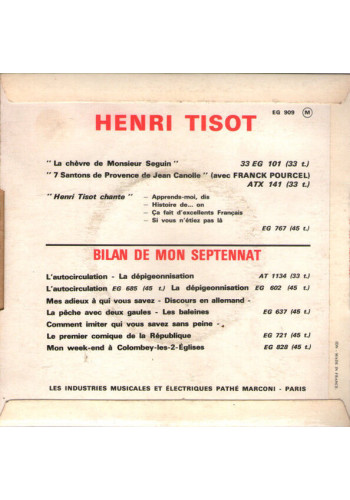 EG 909 M
HENRI TISOT
" La chèvre de Monsieur Seguin " 33 EG 101 (33 t.)
" 7 Santons de Provence de Jean Canolle " (avec FRANCK POURCEL)
ATX 141 (33 t.)
" Henri Tisot chante " – Apprends-moi, dis
– Histoire de... on
– Ça fait d'excellents Français
– Si vous n'étiez pas là
EG 767 (45 t.)
BILAN DE MON SEPTENNAT
L'autocirculation - La dépigeonnisation AT 1134 (33 t.)
L'autocirculation EG 685 (45 t.) La dépigeonnisation EG 602 (45 t.)
Mes adieux à qui vous savez - Discours en allemand -
La pêche avec deux gaules - Les baleines EG 637 (45 t.)
Comment imiter qui vous savez sans peine -
Le premier comique de la République EG 721 (45 t.)
Mon week-end à Colombey-les-2-Églises EG 828 (45 t.)
LES INDUSTRIES MUSICALES ET ÉLECTRIQUES PATHÉ MARCONI - PARIS
MADE IN FRANCE